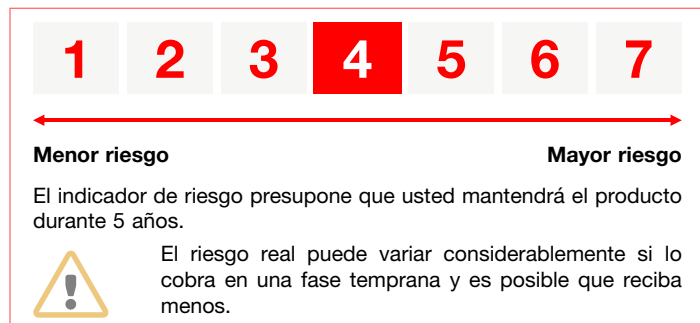 1 2 3 4 5 6 7
Menor riesgo Mayor riesgo
El indicador de riesgo presupone que usted mantendrá el producto
durante 5 años.
El riesgo real puede variar considerablemente si lo
cobra en una fase temprana y es posible que reciba
menos.